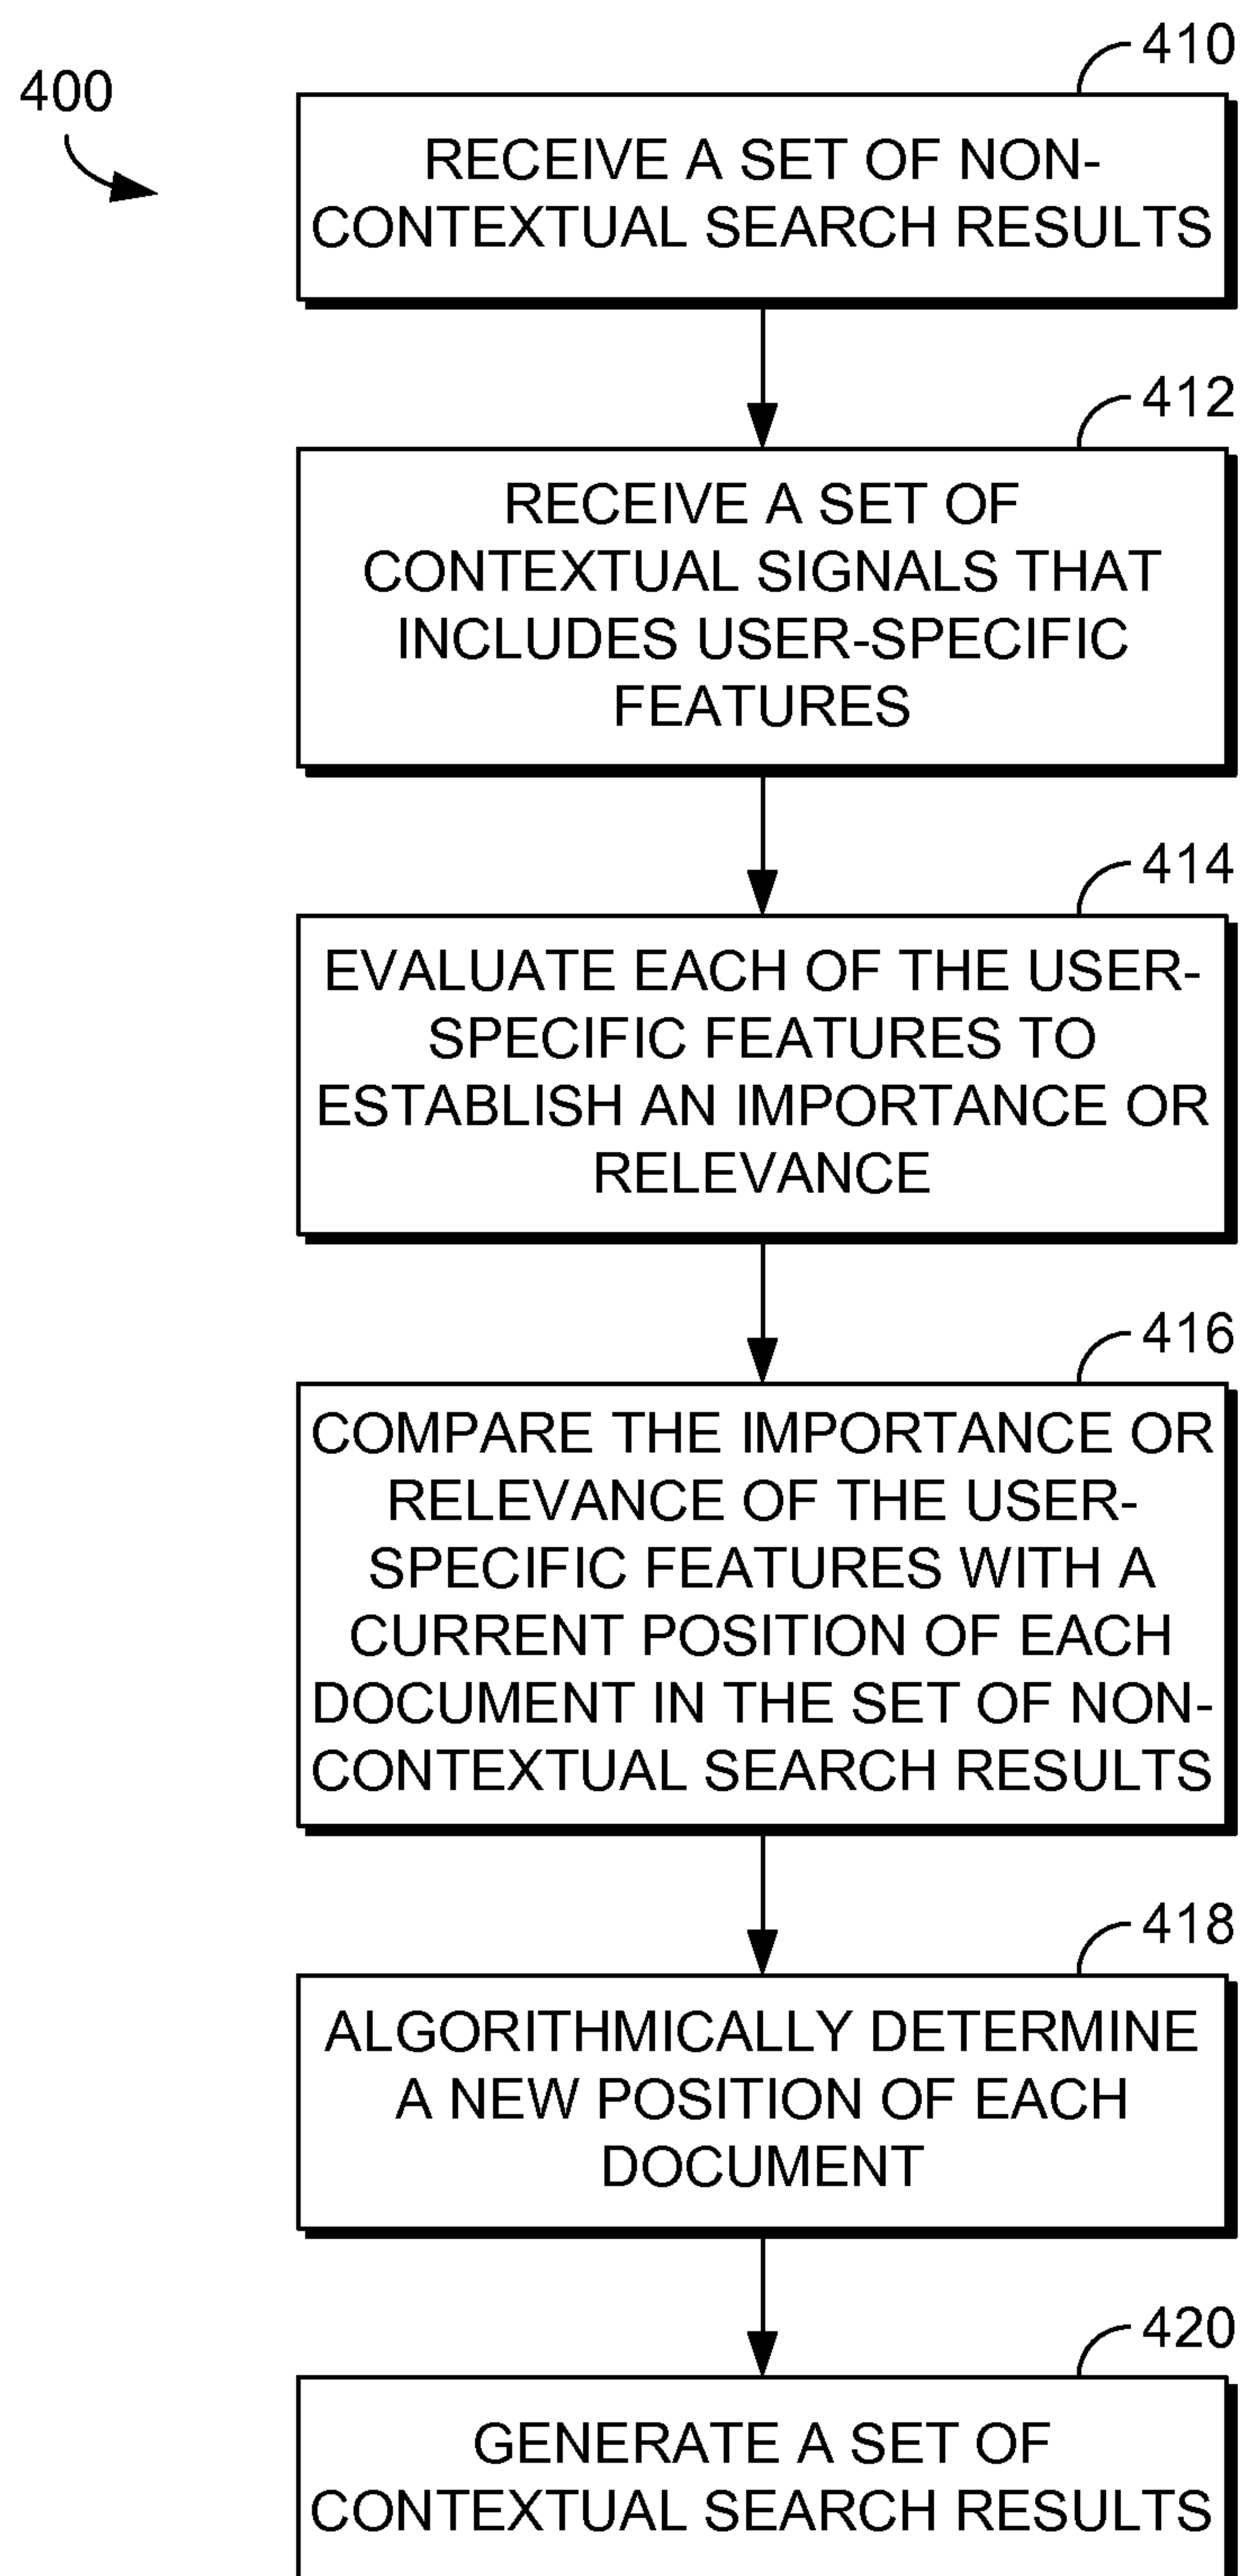 400
410
RECEIVE A SET OF NON-
CONTEXTUAL SEARCH RESULTS
412
RECEIVE A SET OF
CONTEXTUAL SIGNALS THAT
INCLUDES USER-SPECIFIC
FEATURES
414
EVALUATE EACH OF THE USER-
SPECIFIC FEATURES TO
ESTABLISH AN IMPORTANCE OR
RELEVANCE
416
COMPARE THE IMPORTANCE OR
RELEVANCE OF THE USER-
SPECIFIC FEATURES WITH A
CURRENT POSITION OF EACH
DOCUMENT IN THE SET OF NON-
CONTEXTUAL SEARCH RESULTS
418
ALGORITHMICALLY DETERMINE
A NEW POSITION OF EACH
DOCUMENT
420
GENERATE A SET OF
CONTEXTUAL SEARCH RESULTS